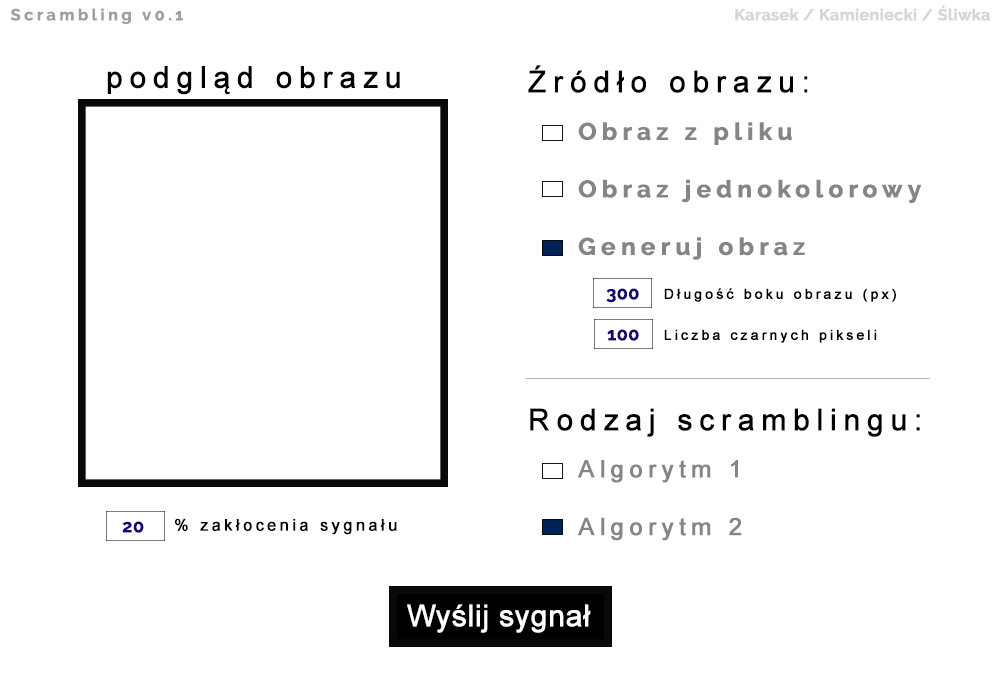 Scrambling v0.1
Karasek / Kamieniecki / Śliwka
podgląd obrazu
Źródło obrazu:
Obraz z pliku
Obraz jednokolorowy
Generuj obraz
300 Długość boku obrazu (px)
100 Liczba czarnych pikseli
Rodzaj scramblingu:
Algorytm 1
Algorytm 2
20 % zakłocenia sygnału
Wyślij sygnał